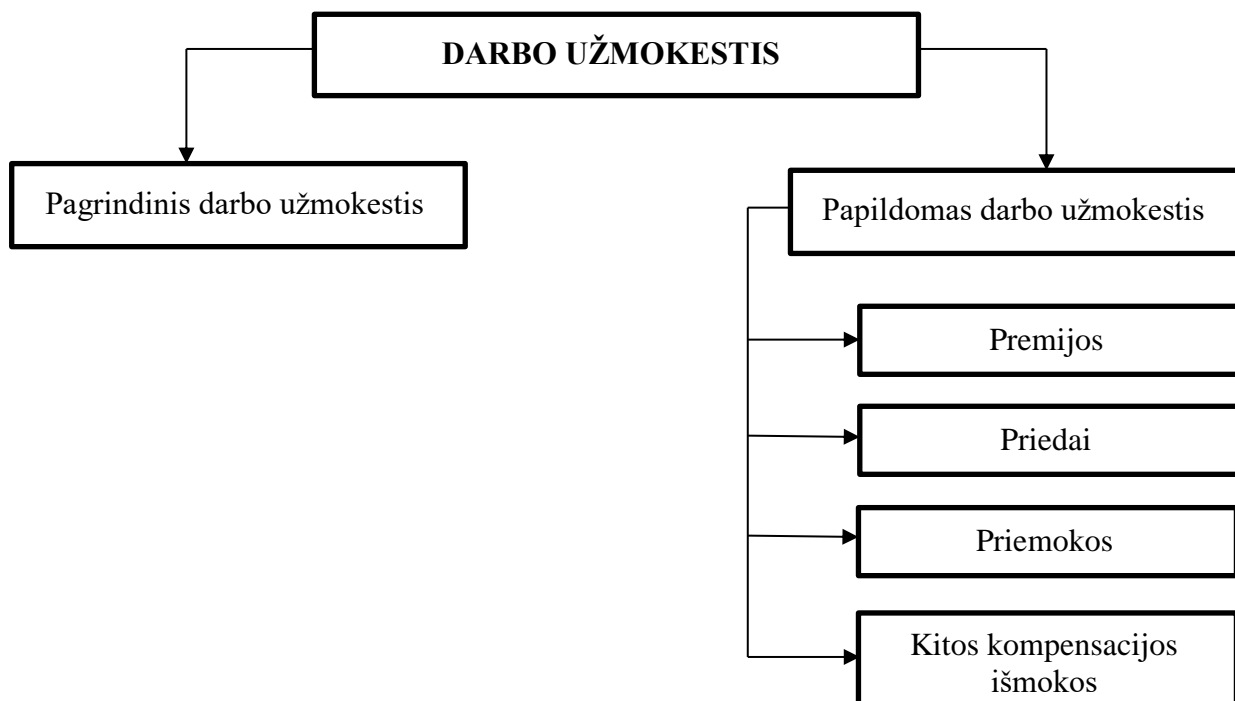 DARBO UŽMOKESTIS
Pagrindinis darbo užmokestis
Papildomas darbo užmokestis
Premijos
Priedai
Priemokos
Kitos kompensacijos
išmokos